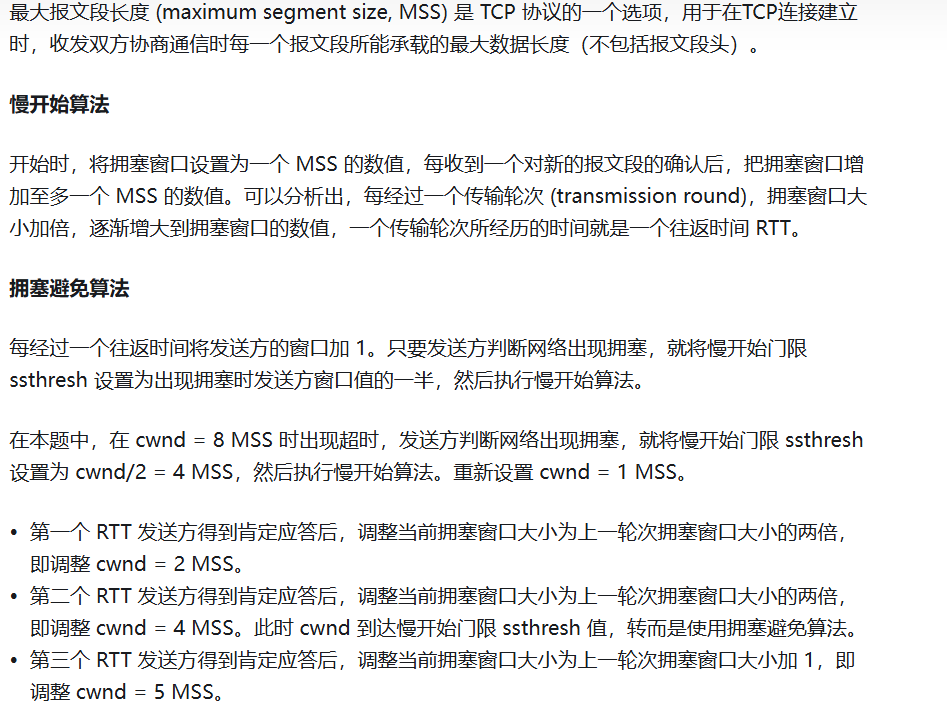 最大报文段长度 (maximum segment size, MSS) 是 TCP 协议的一个选项，用于在TCP连接建立
时，收发双方协商通信时每一个报文段所能承载的最大数据长度（不包括报文段头）。
慢开始算法
开始时，将拥塞窗口设置为一个 MSS 的数值，每收到一个对新的报文段的确认后，把拥塞窗口增
加至多一个 MSS 的数值。可以分析出，每经过一个传输轮次 (transmission round)，拥塞窗口大
小加倍，逐渐增大到拥塞窗口的数值，一个传输轮次所经历的时间就是一个往返时间 RTT。
拥塞避免算法
每经过一个往返时间将发送方的窗口加 1。只要发送方判断网络出现拥塞，就将慢开始门限
ssthresh 设置为出现拥塞时发送方窗口值的一半，然后执行慢开始算法。
在本题中，在 cwnd = 8 MSS 时出现超时，发送方判断网络出现拥塞，就将慢开始门限 ssthresh
设置为 cwnd/2 = 4 MSS，然后执行慢开始算法。重新设置 cwnd = 1 MSS。
• 第一个 RTT 发送方得到肯定应答后，调整当前拥塞窗口大小为上一轮次拥塞窗口大小的两倍，
即调整 cwnd = 2 MSS。
• 第二个 RTT 发送方得到肯定应答后，调整当前拥塞窗口大小为上一轮次拥塞窗口大小的两倍，
即调整 cwnd = 4 MSS。此时 cwnd 到达慢开始门限 ssthresh 值，转而是使用拥塞避免算法。
• 第三个 RTT 发送方得到肯定应答后，调整当前拥塞窗口大小为上一轮次拥塞窗口大小加 1，即
调整 cwnd = 5 MSS。